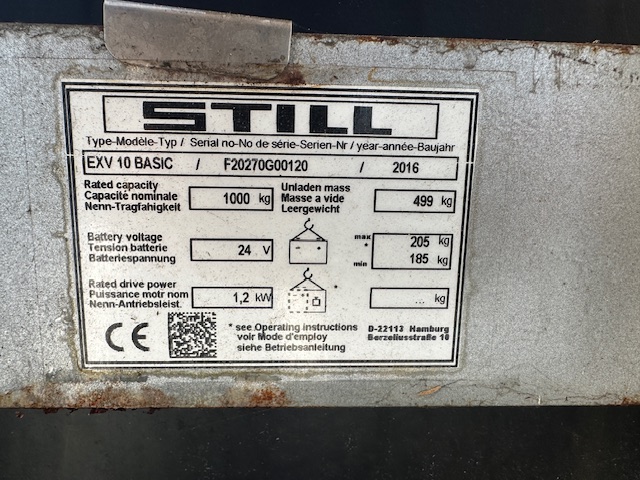 STILL
Type-Modèle-Typ / Serial no-No de série-Serien-Nr / year-année-Baujahr
EXV 10 BASIC / F20270G00120 / 2016
Rated capacity
Capacité nominale
Nenn-Tragfähigkeit
1000 kg
Unladen mass
Masse a vide
Leergewicht
499 kg
Battery voltage
Tension batterie
Batteriespannung
24 V
max 205 kg
*
min 185 kg
Rated drive power
Puissance motr nom
Nenn-Antriebsleist.
1,2 kW
*
... kg
CE
* see Operating instructions
voir Mode d'employ
siehe Betriebsanleitung
D-22113 Hamburg
Berzeliusstraße 10